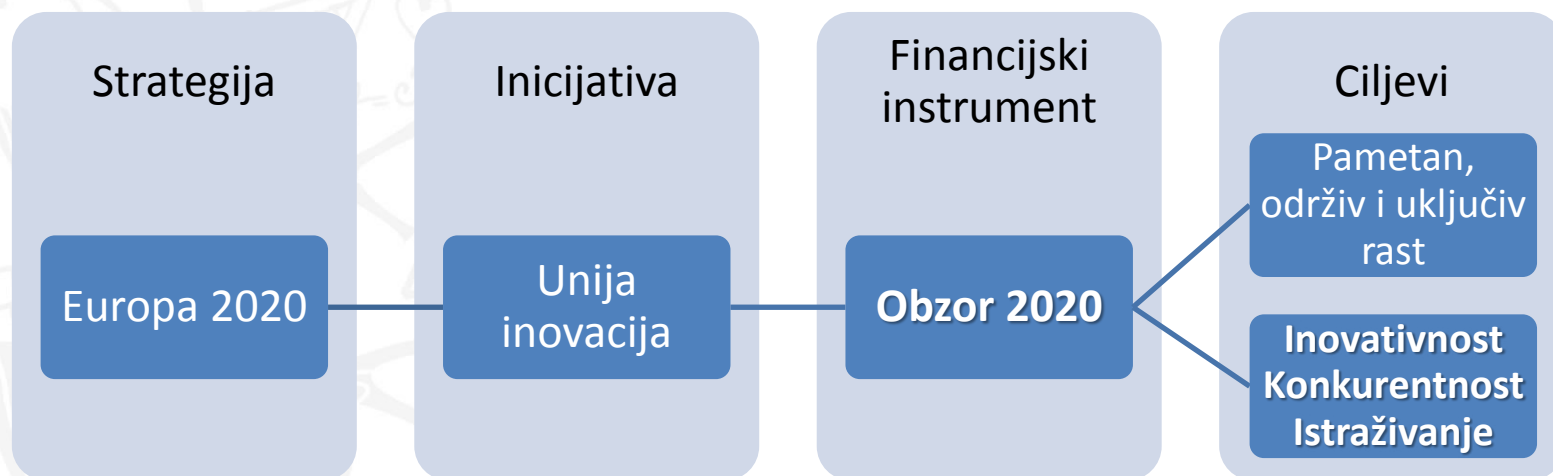 Strategija
Europa 2020
Inicijativa
Unija
inovacija
Financijski
instrument
Obzor 2020
Ciljevi
Pametan,
održiv i uključiv
rast
Inovativnost
Konkurentnost
Istraživanje